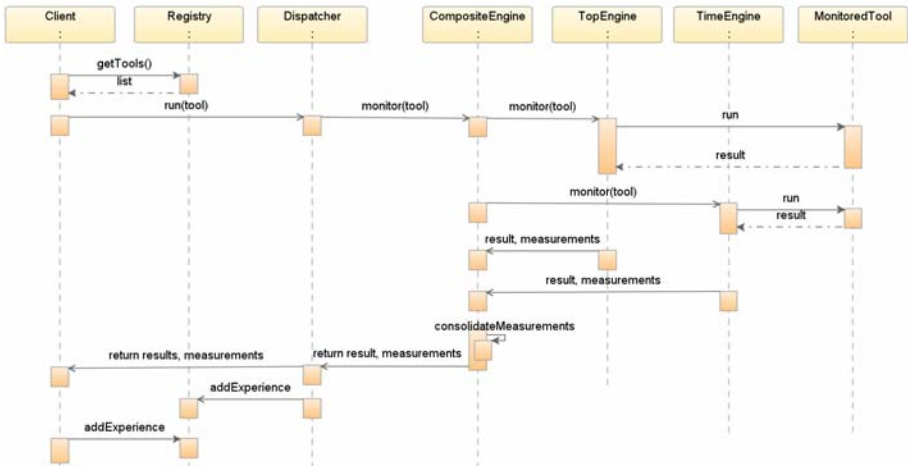 Client Registry Dispatcher CompositeEngine TopEngine TimeEngine MonitoredTool
: : : : : : :
getTools()
list
run(tool) monitor(tool) monitor(tool) run
result
monitor(tool) run
result
result, measurements
result, measurements
consolidateMeasurements
return results, measurements return result, measurements
addExperience
addExperience